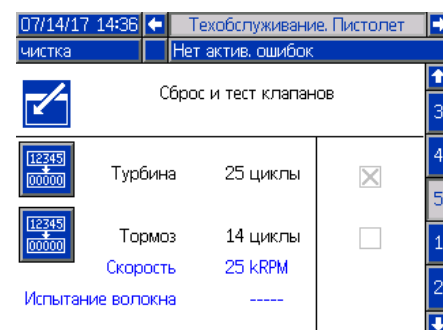 07/14/17 14:36 Техобслуживание. Пистолет
чистка Нет актив. ошибок
Сброс и тест клапанов
3
4
12345
00000
Турбина 25 циклы
5
12345
00000
Тормоз 14 циклы
1
Скорость 25 kRPM
2
Испытание волокна -----